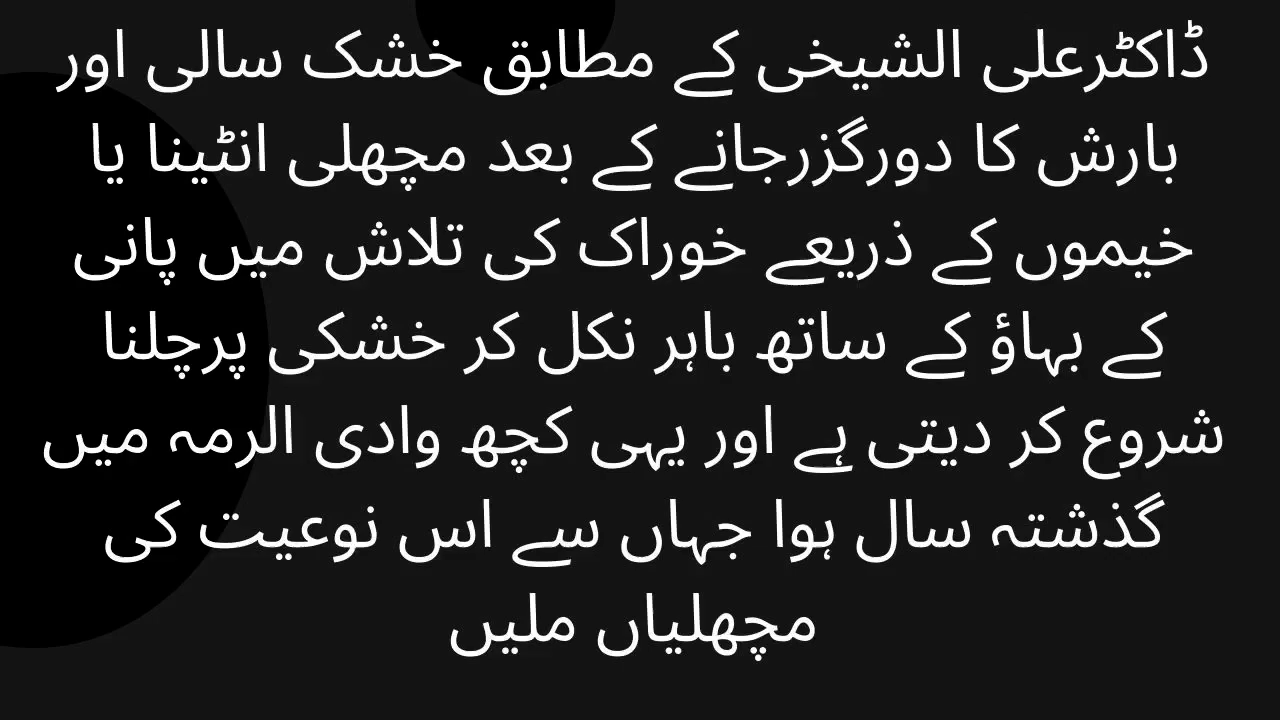 ڈاکٹرعلی الشیخی کے مطابق خشک سالی اور
بارش کا دورگزرجانے کے بعد مچھلی انٹینا یا
خیموں کے ذریعے خوراک کی تلاش میں پانی
کے بہاؤ کے ساتھ باہر نکل کر خشکی پرچلنا
شروع کر دیتی ہے اور یہی کچھ وادی الرمہ میں
گذشتہ سال ہوا جہاں سے اس نوعیت کی
مچھلیاں ملیں